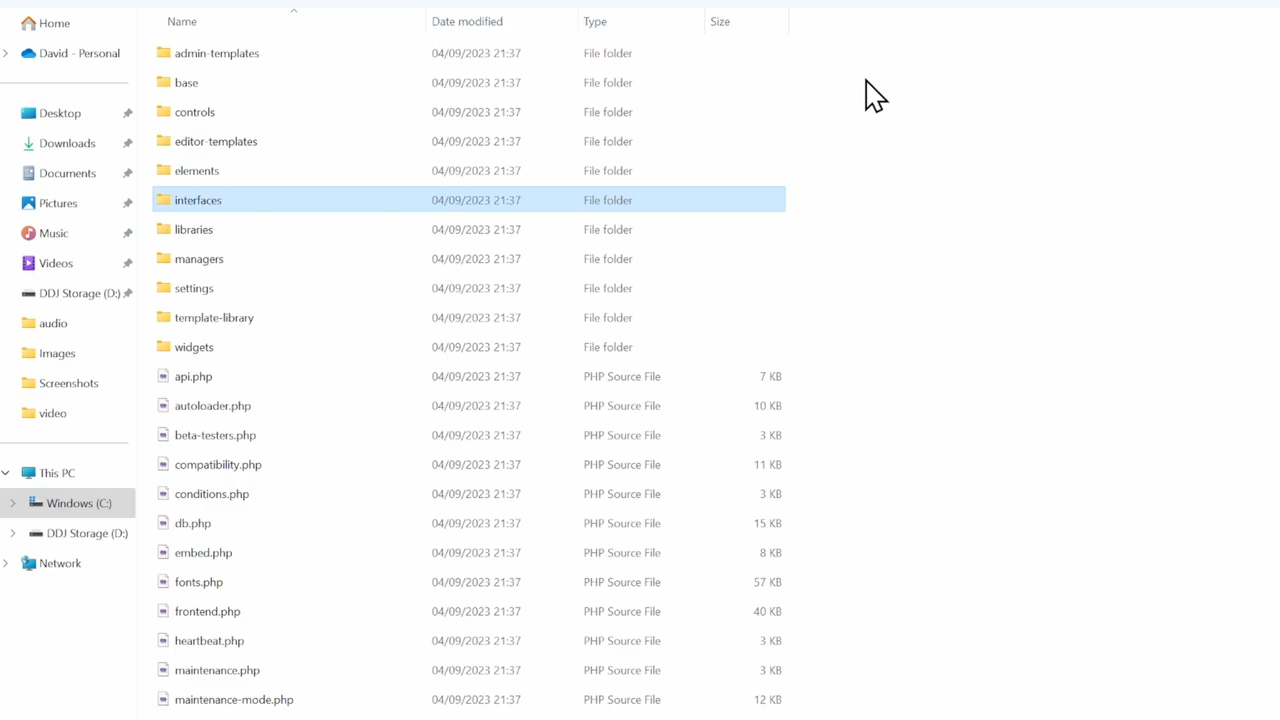 Home
David - Personal
Desktop
Downloads
Documents
Pictures
Music
Videos
DDJ Storage (D:)
audio
Images
Screenshots
video
This PC
Windows (C:)
DDJ Storage (D:)
Network
Name Date modified Type Size
admin-templates 04/09/2023 21:37 File folder
base 04/09/2023 21:37 File folder
controls 04/09/2023 21:37 File folder
editor-templates 04/09/2023 21:37 File folder
elements 04/09/2023 21:37 File folder
interfaces 04/09/2023 21:37 File folder
libraries 04/09/2023 21:37 File folder
managers 04/09/2023 21:37 File folder
settings 04/09/2023 21:37 File folder
template-library 04/09/2023 21:37 File folder
widgets 04/09/2023 21:37 File folder
api.php 04/09/2023 21:37 PHP Source File 7 KB
autoloader.php 04/09/2023 21:37 PHP Source File 10 KB
beta-testers.php 04/09/2023 21:37 PHP Source File 3 KB
compatibility.php 04/09/2023 21:37 PHP Source File 11 KB
conditions.php 04/09/2023 21:37 PHP Source File 3 KB
db.php 04/09/2023 21:37 PHP Source File 15 KB
embed.php 04/09/2023 21:37 PHP Source File 8 KB
fonts.php 04/09/2023 21:37 PHP Source File 57 KB
frontend.php 04/09/2023 21:37 PHP Source File 40 KB
heartbeat.php 04/09/2023 21:37 PHP Source File 3 KB
maintenance.php 04/09/2023 21:37 PHP Source File 3 KB
maintenance-mode.php 04/09/2023 21:37 PHP Source File 12 KB